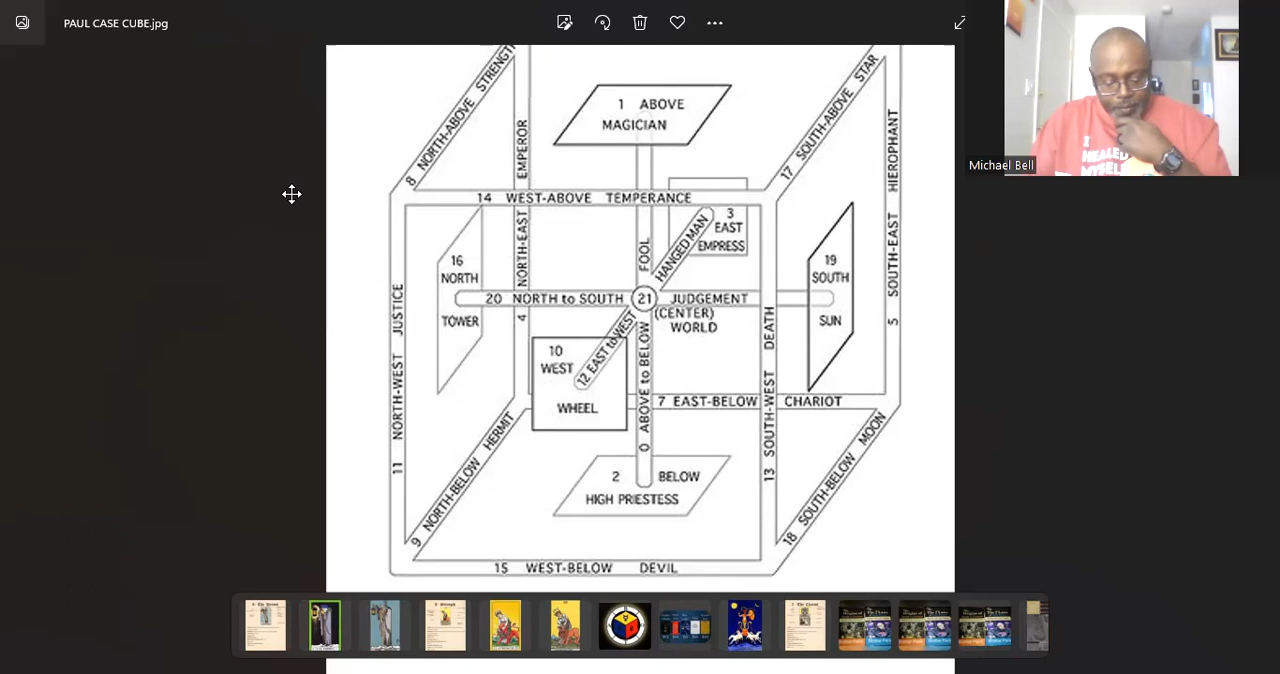 PAUL CASE CUBE.jpg
Michael Bell
I
HEALED
MYSELF
8 NORTH-ABOVE STRENGTH
1 ABOVE
MAGICIAN
17 SOUTH-ABOVE STAR
4 NORTH-EAST EMPEROR
5 SOUTH-EAST HIEROPHANT
14 WEST-ABOVE TEMPERANCE
3
EAST
EMPRESS
16
NORTH
TOWER
19
SOUTH
SUN
20 NORTH to SOUTH
21
JUDGEMENT
(CENTER)
WORLD
0 ABOVE to BELOW FOOL
12 EAST to WEST HANGED MAN
11 NORTH-WEST JUSTICE
10
WEST
WHEEL
13 SOUTH-WEST DEATH
7 EAST-BELOW CHARIOT
9 NORTH-BELOW HERMIT
2 BELOW
HIGH PRIESTESS
18 SOUTH-BELOW MOON
15 WEST-BELOW DEVIL